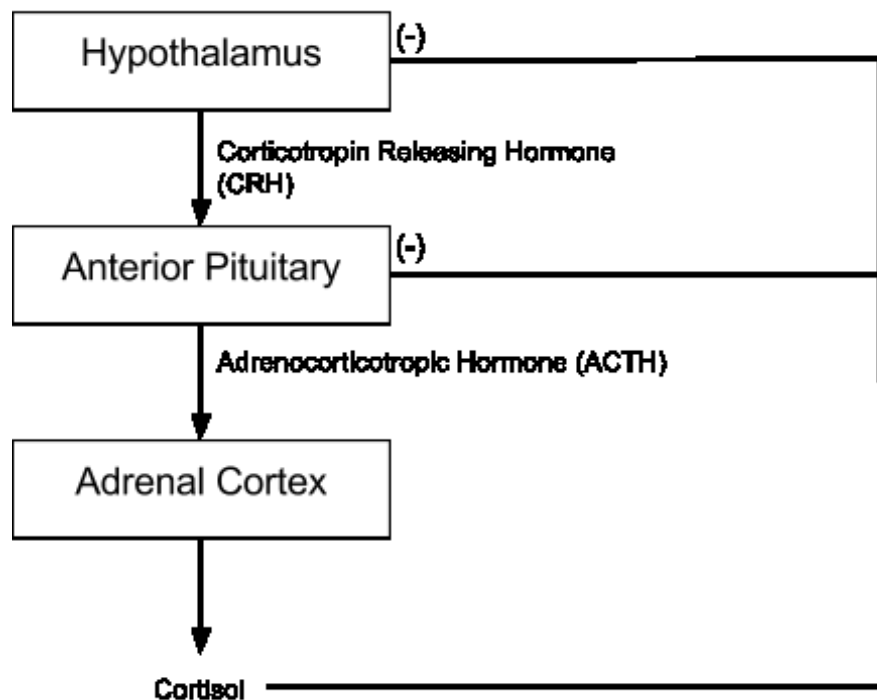 Hypothalamus
(-)
Corticotropin Releasing Hormone
(CRH)
Anterior Pituitary
(-)
Adrenocorticotropic Hormone (ACTH)
Adrenal Cortex
Cortisol